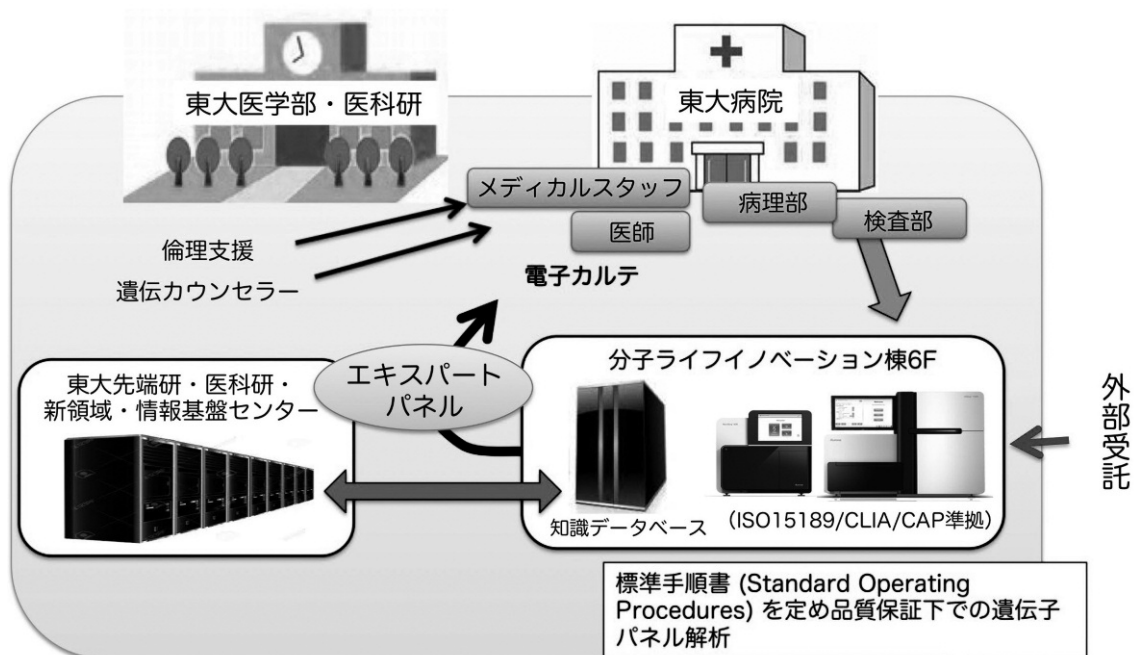 東大医学部・医科研
東大病院
メディカルスタッフ
病理部
検査部
医師
倫理支援
遺伝カウンセラー
電子カルテ
エキスパート
パネル
東大先端研・医科研・
新領域・情報基盤センター
分子ライフイノベーション棟6F
知識データベース
(ISO15189/CLIA/CAP準拠)
外部受託
標準手順書 (Standard Operating
Procedures) を定め品質保証下での遺伝子
パネル解析